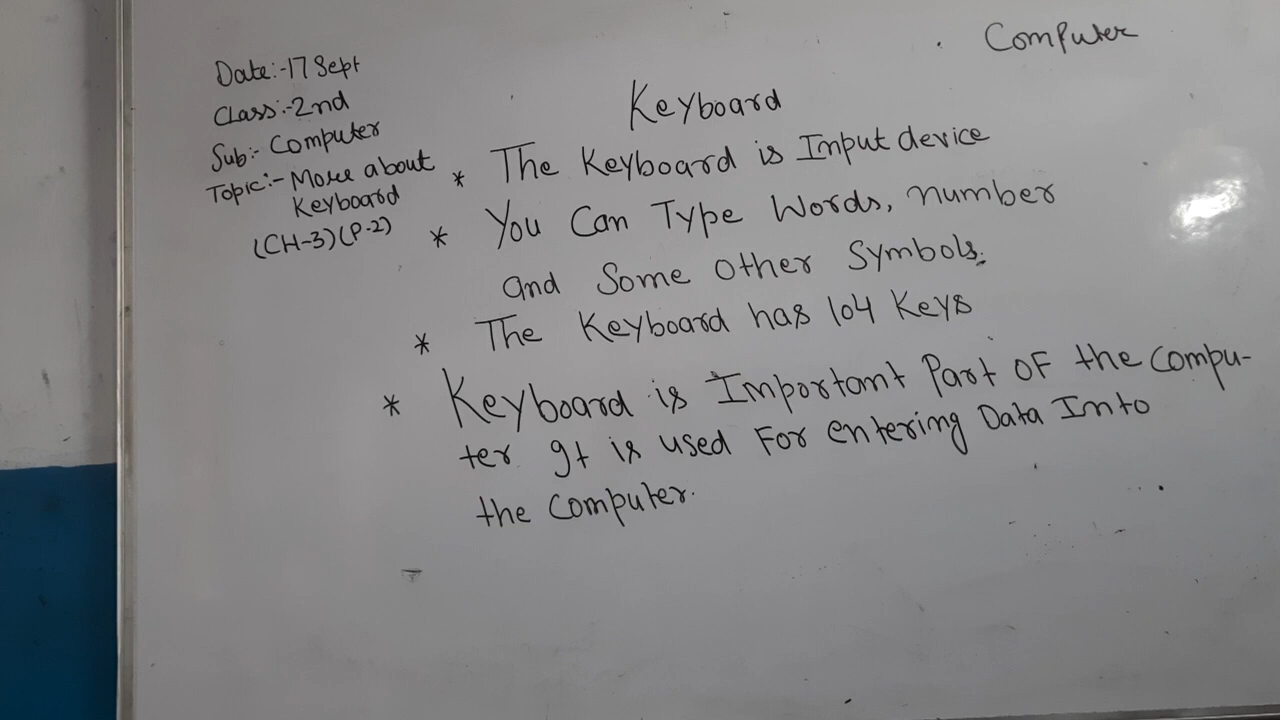 Computer
Date:-17 Sept
Class:-2nd
Sub:- Computer
Topic:- More about
Keyboard
(CH-3)(P-2)
Keyboard
* The Keyboard is Input device
* You Can Type Words, number
and Some Other Symbols.
* The Keyboard has 104 Keys
* Keyboard is Important Part OF the Compu-
ter It is used For entering Data Into
the Computer.